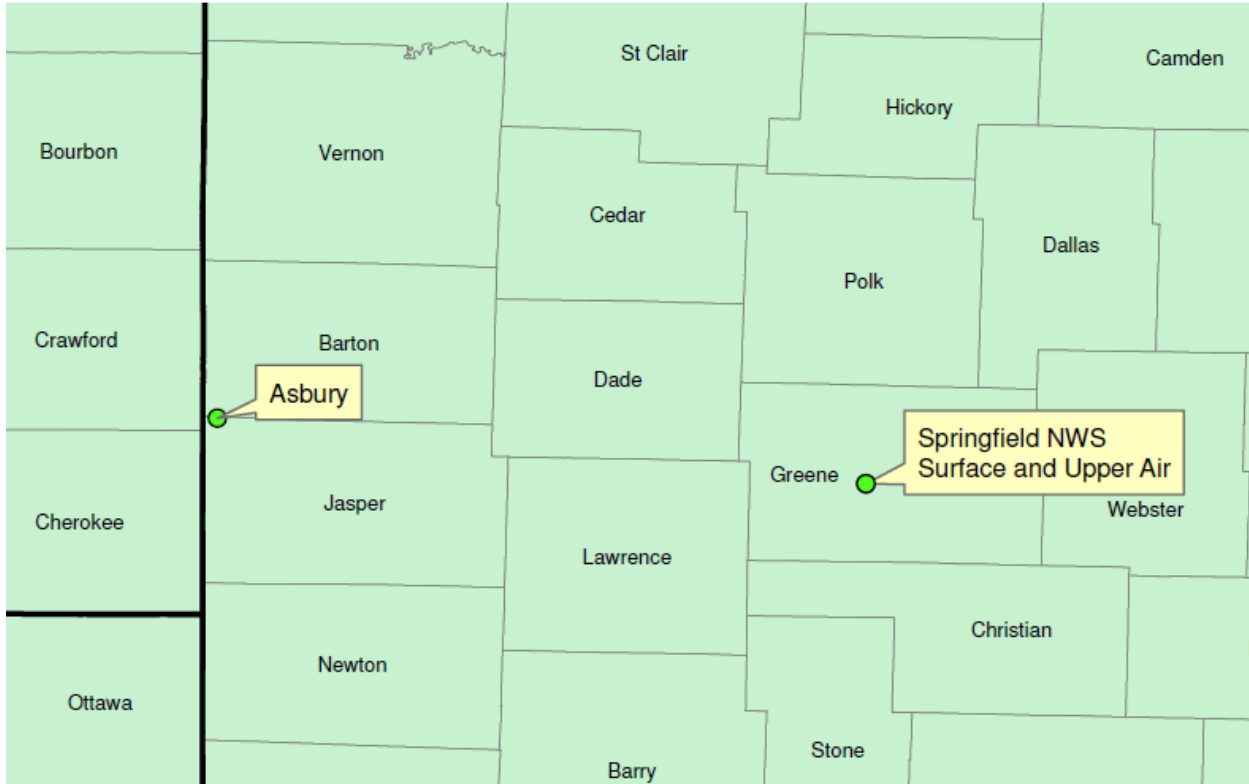 St Clair
Camden
Hickory
Bourbon
Vernon
Cedar
Dallas
Polk
Crawford
Barton
Dade
Asbury
Springfield NWS
Surface and Upper Air
Greene
Jasper
Webster
Cherokee
Lawrence
Christian
Newton
Ottawa
Stone
Barry